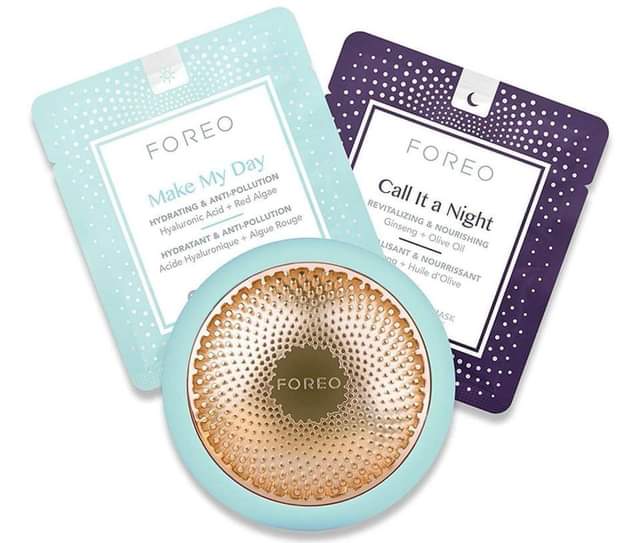 FOREO
Make My Day
HYDRATING & ANTI-POLLUTION
Hyaluronic Acid + Red Algae
HYDRATANT & ANTI-POLLUTION
Acide Hyaluronique + Algue Rouge
FOREO
Call It a Night
REVITALIZING & NOURISHING
Ginseng + Olive Oil
& NOURRISSANT
+ Huile d'Olive
MASK
FOREO